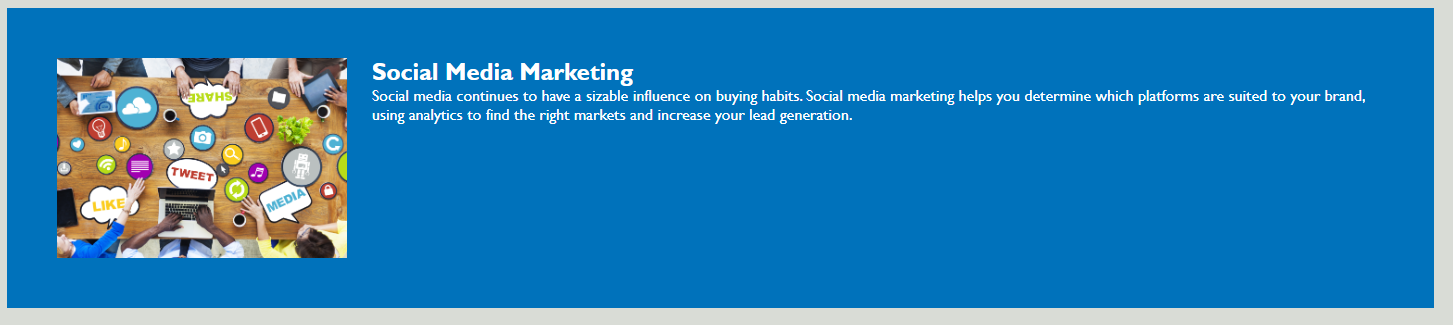 Social Media Marketing
Social media continues to have a sizable influence on buying habits. Social media marketing helps you determine which platforms are suited to your brand,
using analytics to find the right markets and increase your lead generation.
SHARE
TWEET
LIKE
MEDIA